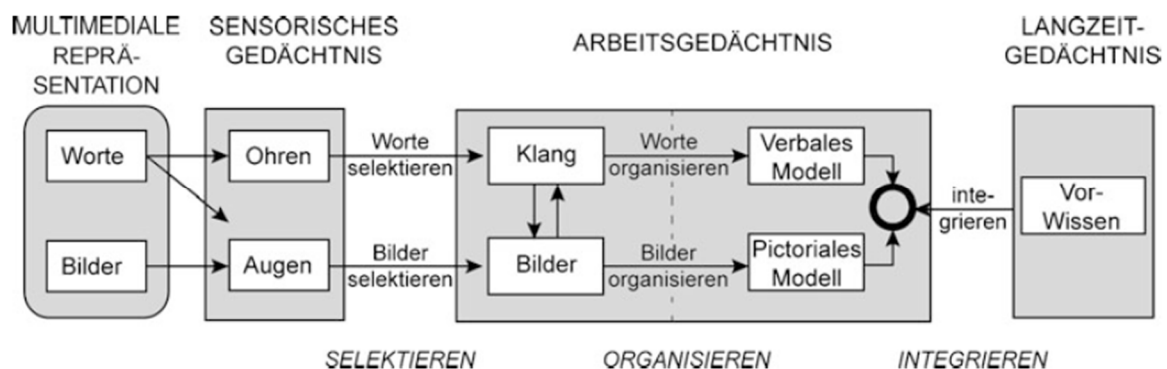 MULTIMEDIALE
REPRÄ-
SENTATION
SENSORISCHES
GEDÄCHTNIS
ARBEITSGEDÄCHTNIS
LANGZEIT-
GEDÄCHTNIS
Worte
Ohren
Worte
selektieren
Klang
Worte
organisieren
Verbales
Modell
inte-
grieren
Vor-
Wissen
Bilder
Augen
Bilder
selektieren
Bilder
Bilder
organisieren
Pictoriales
Modell
SELEKTIEREN
ORGANISIEREN
INTEGRIEREN